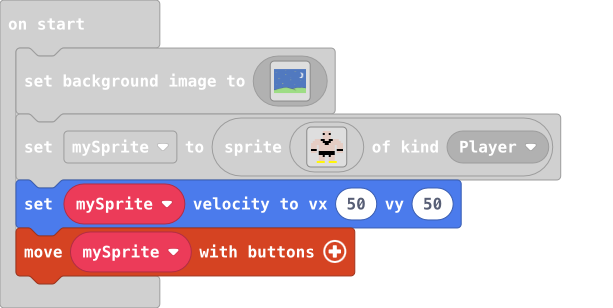 on start
set background image to
set mySprite to sprite of kind Player
set mySprite velocity to vx 50 vy 50
move mySprite with buttons